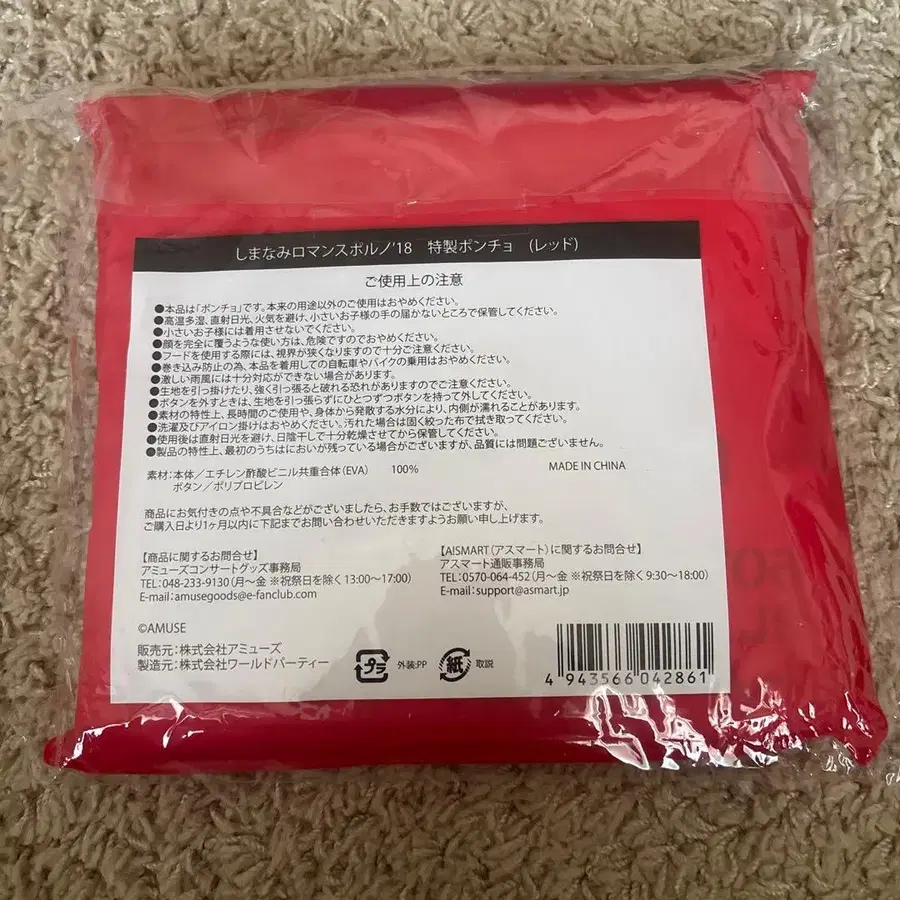 しまなみロマンスポルノ'18　特製ポンチョ　(レッド)
ご使用上の注意
●本品は「ポンチョ」です。本来の用途以外のご使用はおやめください。
●高温多湿、直射日光、火気を避け、小さいお子様の手の届かないところで保管してください。
●小さいお子様には着用させないでください。
●顔を完全に覆うような使い方は、危険ですのでおやめください。
●フードを使用する際には、視界が狭くなりますので十分ご注意ください。
●巻き込み防止の為、本品を着用しての自転車やバイクの乗用はおやめください。
●激しい雨風には十分対応ができない場合があります。
●生地を引っ掛けたり、強く引っ張ると破れる恐れがありますのでご注意ください。
●ボタンを外すときは、生地を引っ張らずにひとつずつボタンを持って外してください。
●素材の特性上、長時間のご使用や、身体から発散する水分により、内側が濡れることがあります。
●洗濯及びアイロン掛けはおやめください。汚れた場合は固く絞った布で拭き取ってください。
●使用後は直射日光を避け、日陰干しで十分乾燥させてから保管してください。
●製品の特性上、最初のうちはにおいが残っている場合がございますが、品質には問題ございません。
素材：本体／エチレン酢酸ビニル共重合体（EVA）　100%　MADE IN CHINA
ボタン／ポリプロピレン
商品にお気付きの点や不具合などがございましたら、お手数ではございますが、
ご購入日より1ヶ月以内に下記までお問い合わせいただきますようお願い申し上げます。
【商品に関するお問合せ】
アミューズコンサートグッズ事務局
TEL：048-233-9130（月〜金 ※祝祭日を除く13:00〜17:00）
E-mail：amusegoods@e-fanclub.com
【A!SMART（アスマート）に関するお問合せ】
アスマート通販事務局
TEL：0570-064-452（月〜金 ※祝祭日を除く9:30〜18:00）
E-mail：support@asmart.jp
©AMUSE
販売元：株式会社アミューズ
製造元：株式会社ワールドパーティー
プラ 外装：PP
紙 取説
4 943566 042861